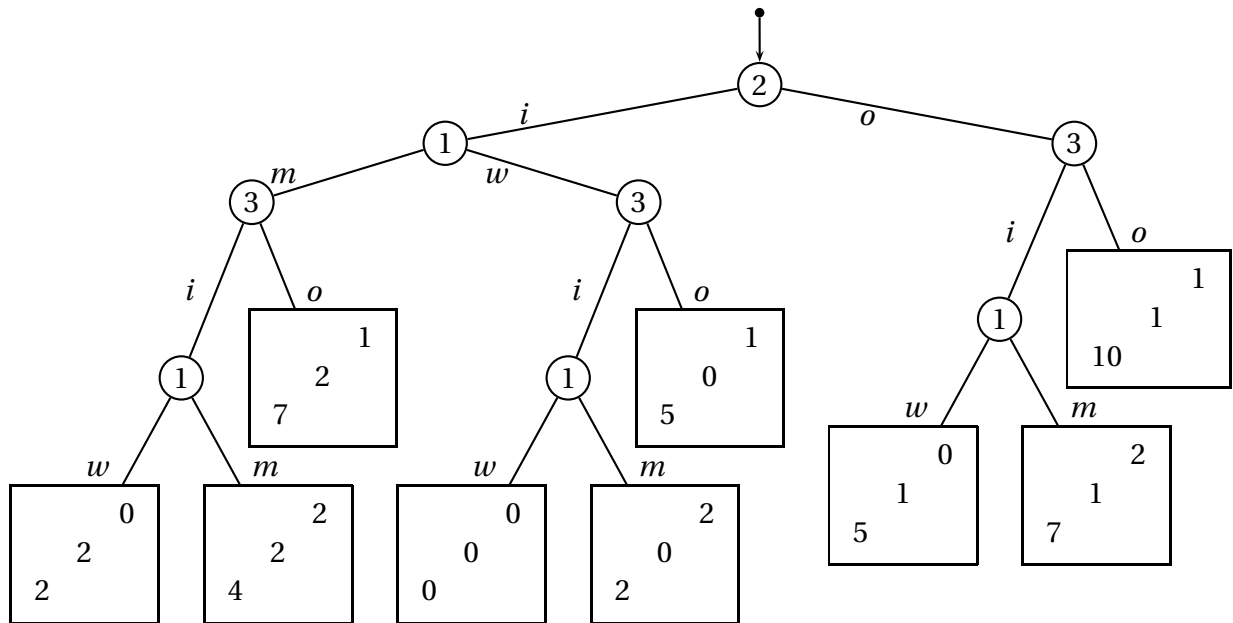 2
i o
1 3
m w
3 3
i o
1
i o i o 1
1 1 10
1 1 1
2 0
7 5 w m
w m w m 0 2
0 2 0 2 1 1
2 2 0 0 5 7
2 4 0 2